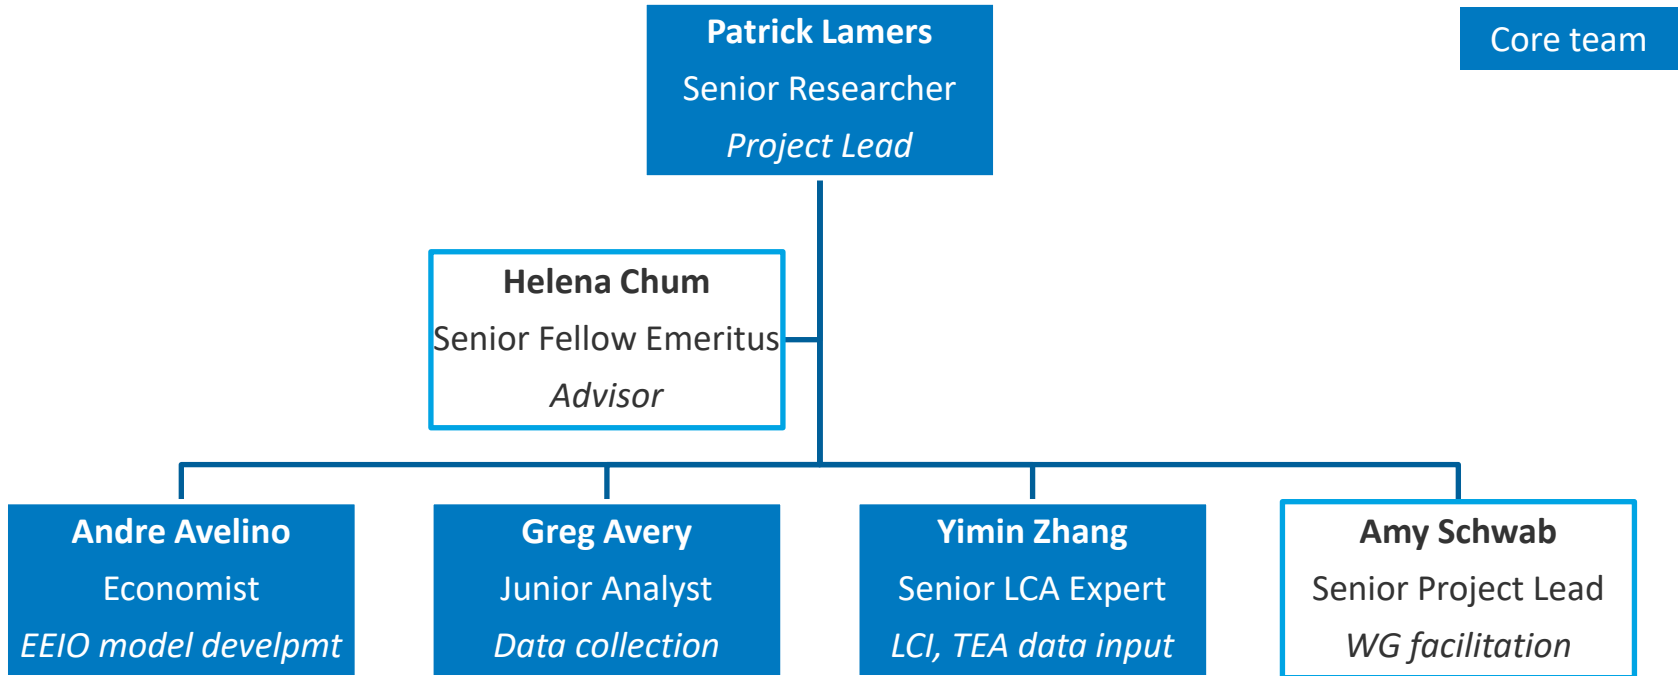 Patrick Lamers
Senior Researcher
Project Lead
Core team
Helena Chum
Senior Fellow Emeritus
Advisor
Andre Avelino
Economist
EEIO model develpmt
Greg Avery
Junior Analyst
Data collection
Yimin Zhang
Senior LCA Expert
LCI, TEA data input
Amy Schwab
Senior Project Lead
WG facilitation